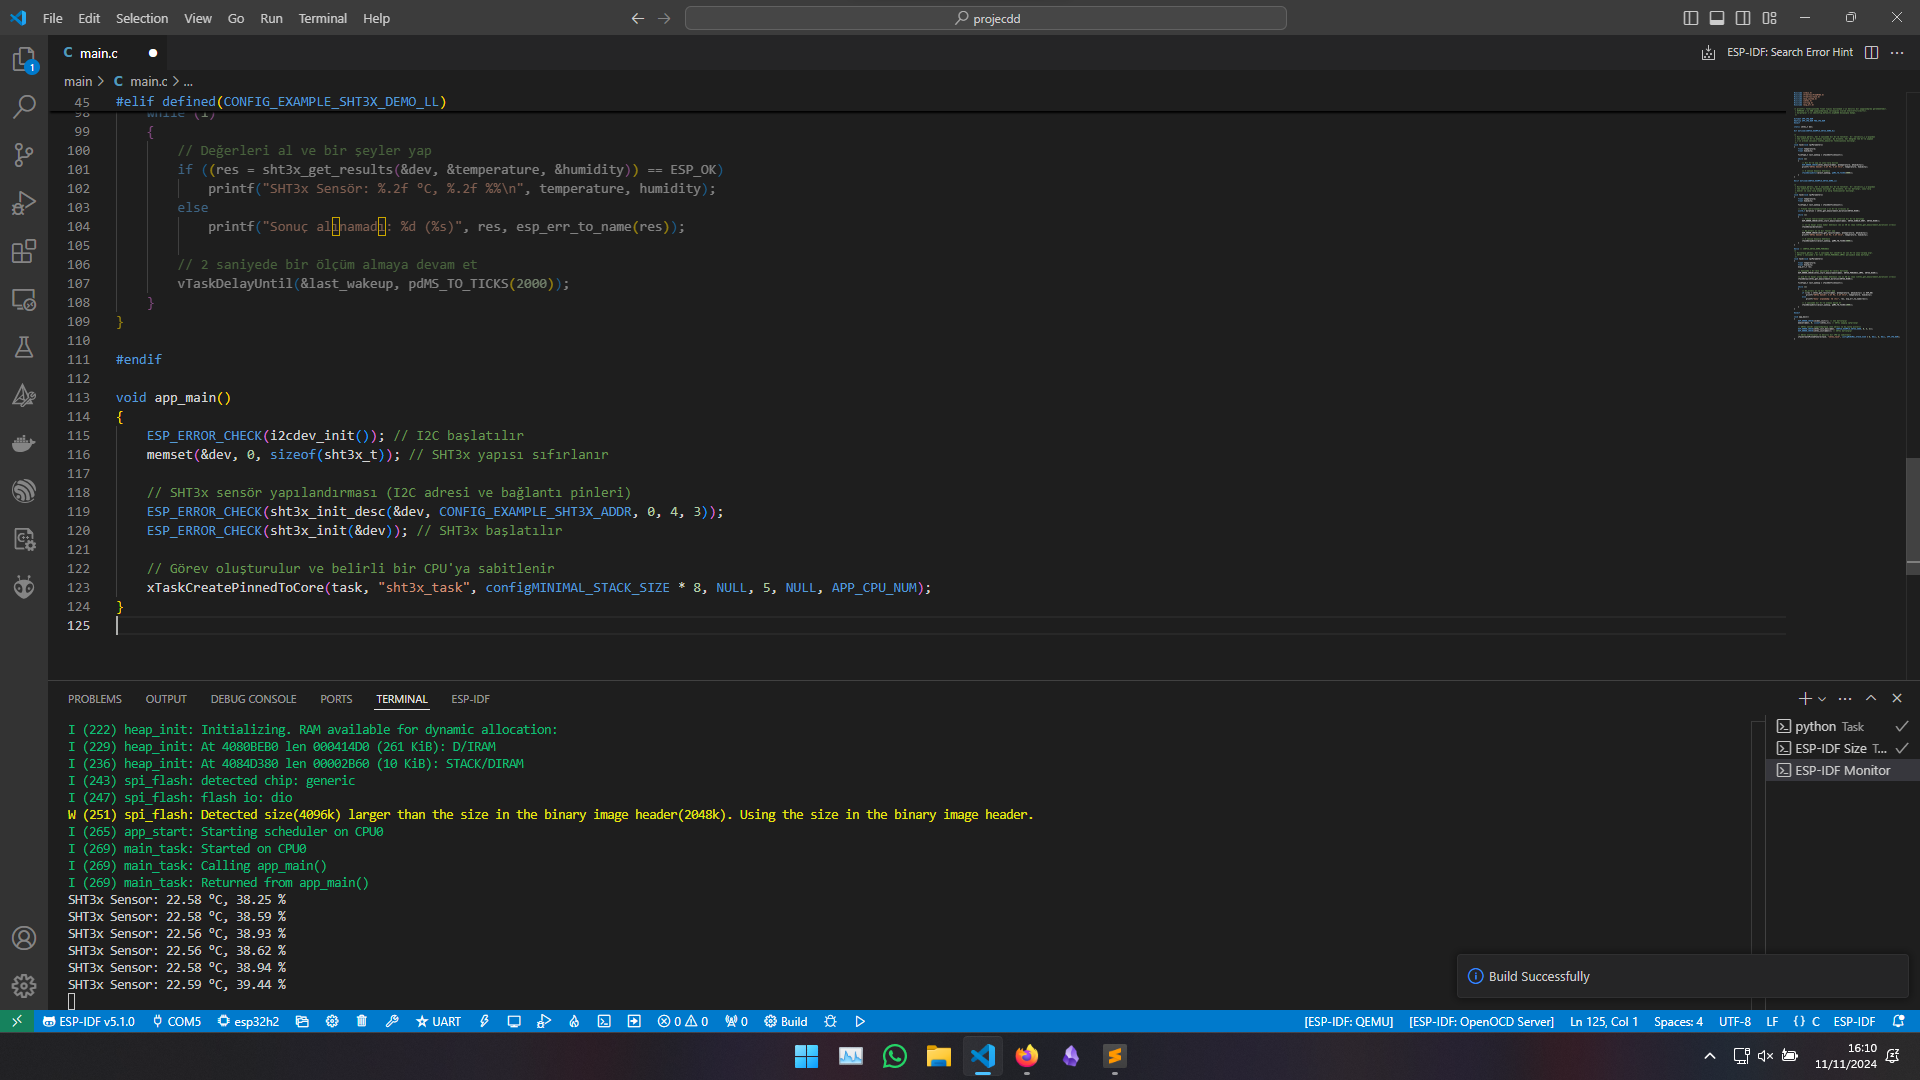 File Edit Selection View Go Run Terminal Help
projecdd
1
C main.c
ESP-IDF: Search Error Hint
main > C main.c > ...
45 #elif defined(CONFIG_EXAMPLE_SHT3X_DEMO_LL)
98 while (1)
99 {
100 // Değerleri al ve bir şeyler yap
101 if ((res = sht3x_get_results(&dev, &temperature, &humidity)) == ESP_OK)
102 printf("SHT3x Sensör: %.2f °C, %.2f %%\n", temperature, humidity);
103 else
104 printf("Sonuç alınamadı: %d (%s)", res, esp_err_to_name(res));
105
106 // 2 saniyede bir ölçüm almaya devam et
107 vTaskDelayUntil(&last_wakeup, pdMS_TO_TICKS(2000));
108 }
109 }
110
111 #endif
112
113 void app_main()
114 {
115 ESP_ERROR_CHECK(i2cdev_init()); // I2C başlatılır
116 memset(&dev, 0, sizeof(sht3x_t)); // SHT3x yapısı sıfırlanır
117
118 // SHT3x sensör yapılandırması (I2C adresi ve bağlantı pinleri)
119 ESP_ERROR_CHECK(sht3x_init_desc(&dev, CONFIG_EXAMPLE_SHT3X_ADDR, 0, 4, 3));
120 ESP_ERROR_CHECK(sht3x_init(&dev)); // SHT3x başlatılır
121
122 // Görev oluşturulur ve belirli bir CPU'ya sabitlenir
123 xTaskCreatePinnedToCore(task, "sht3x_task", configMINIMAL_STACK_SIZE * 8, NULL, 5, NULL, APP_CPU_NUM);
124 }
125
PROBLEMS OUTPUT DEBUG CONSOLE PORTS TERMINAL ESP-IDF
I (222) heap_init: Initializing. RAM available for dynamic allocation:
I (229) heap_init: At 4080BEB0 len 000414D0 (261 KiB): D/IRAM
I (236) heap_init: At 4084D380 len 00002B60 (10 KiB): STACK/DIRAM
I (243) spi_flash: detected chip: generic
I (247) spi_flash: flash io: dio
W (251) spi_flash: Detected size(4096k) larger than the size in the binary image header(2048k). Using the size in the binary image header.
I (265) app_start: Starting scheduler on CPU0
I (269) main_task: Started on CPU0
I (269) main_task: Calling app_main()
I (269) main_task: Returned from app_main()
SHT3x Sensor: 22.58 °C, 38.25 %
SHT3x Sensor: 22.58 °C, 38.59 %
SHT3x Sensor: 22.56 °C, 38.93 %
SHT3x Sensor: 22.56 °C, 38.62 %
SHT3x Sensor: 22.58 °C, 38.94 %
SHT3x Sensor: 22.59 °C, 39.44 %
python Task
ESP-IDF Size T...
ESP-IDF Monitor
Build Successfully
ESP-IDF v5.1.0 COM5 esp32h2 UART 0 0 0 Build [ESP-IDF: QEMU] [ESP-IDF: OpenOCD Server] Ln 125, Col 1 Spaces: 4 UTF-8 LF {} C ESP-IDF
16:10
11/11/2024